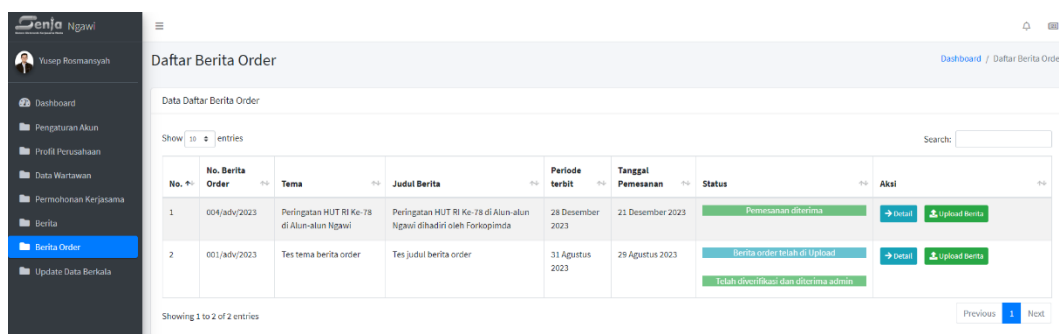 Senja Ngawi
Yusep Rosmansyah
Dashboard
Pengaturan Akun
Profil Perusahaan
Data Wartawan
Permohonan Kerjasama
Berita
Berita Order
Update Data Berkala
Daftar Berita Order
Dashboard / Daftar Berita Orde
Data Daftar Berita Order
Show 10 entries
Search:
No. No. Berita Order Tema Judul Berita Periode terbit Tanggal Pemesanan Status Aksi
1 004/adv/2023 Peringatan HUT RI Ke-78 di Alun-alun Ngawi Peringatan HUT RI Ke-78 di Alun-alun Ngawi dihadiri oleh Forkopimda 28 Desember 2023 21 Desember 2023 Pemesanan diterima Detail Upload Berita
2 001/adv/2023 Tes tema berita order Tes judul berita order 31 Agustus 2023 29 Agustus 2023 Berita order telah di Upload Detail Upload Berita
Telah diverifikasi dan diterima admin
Showing 1 to 2 of 2 entries
Previous 1 Next